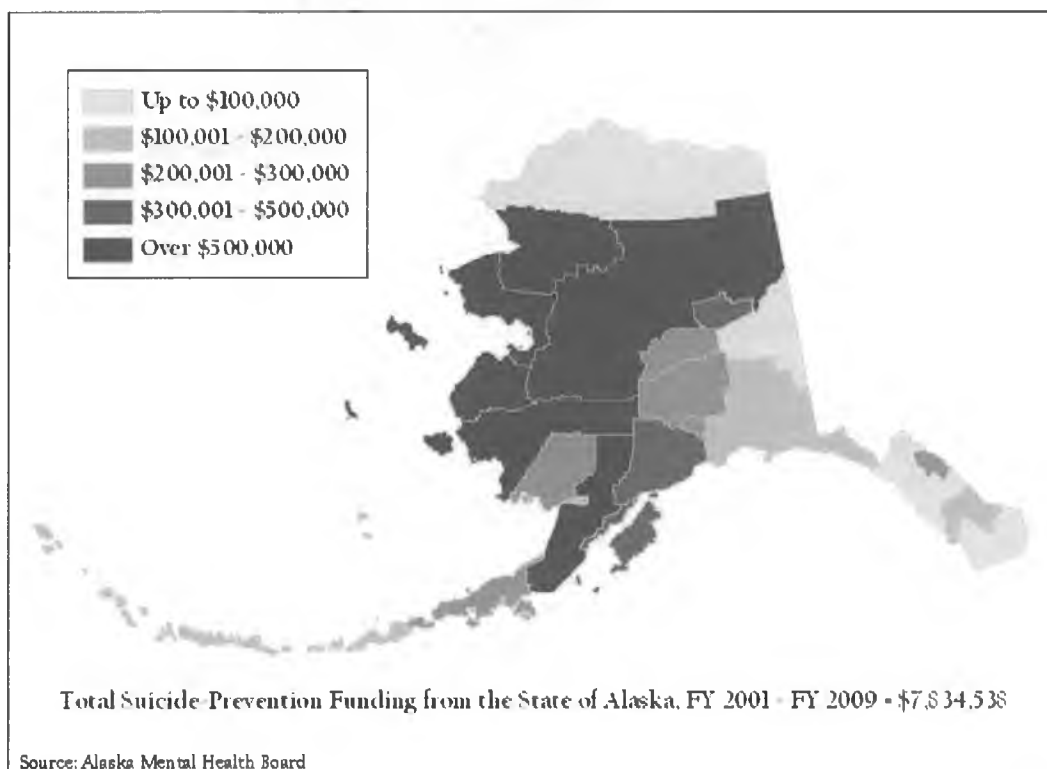 Up to $100,000
$100,001 - $200,000
$200,001 - $300,000
$300,001 - $500,000
Over $500,000
Total Suicide Prevention Funding from the State of Alaska, FY 2001 - FY 2009 - $7,834,538
Source: Alaska Mental Health Board